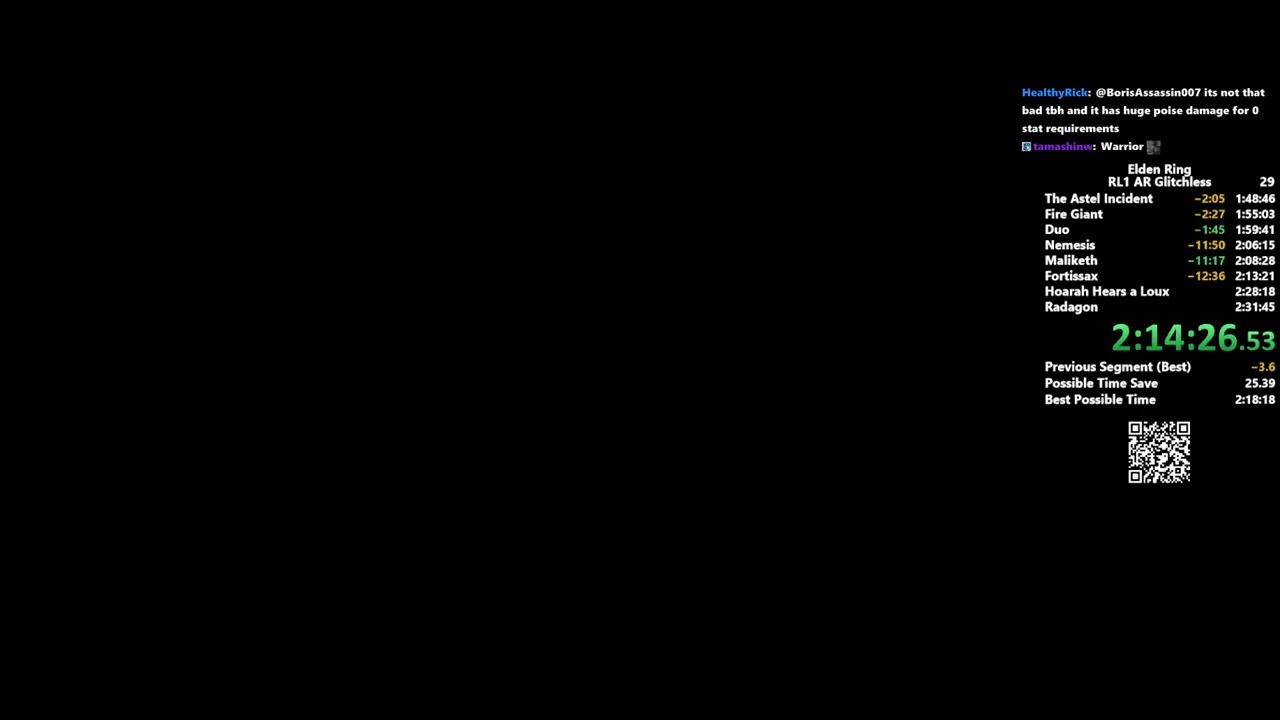 HealthyRick: @BorisAssassin007 its not that
bad tbh and it has huge poise damage for 0
stat requirements
tamashinw: Warrior
Elden Ring
RL1 AR Glitchless 29
The Astel Incident −2:05 1:48:46
Fire Giant −2:27 1:55:03
Duo −1:45 1:59:41
Nemesis −11:50 2:06:15
Maliketh −11:17 2:08:28
Fortissax −12:36 2:13:21
Hoarah Hears a Loux 2:28:18
Radagon 2:31:45
2:14:26.53
Previous Segment (Best) −3.6
Possible Time Save 25.39
Best Possible Time 2:18:18